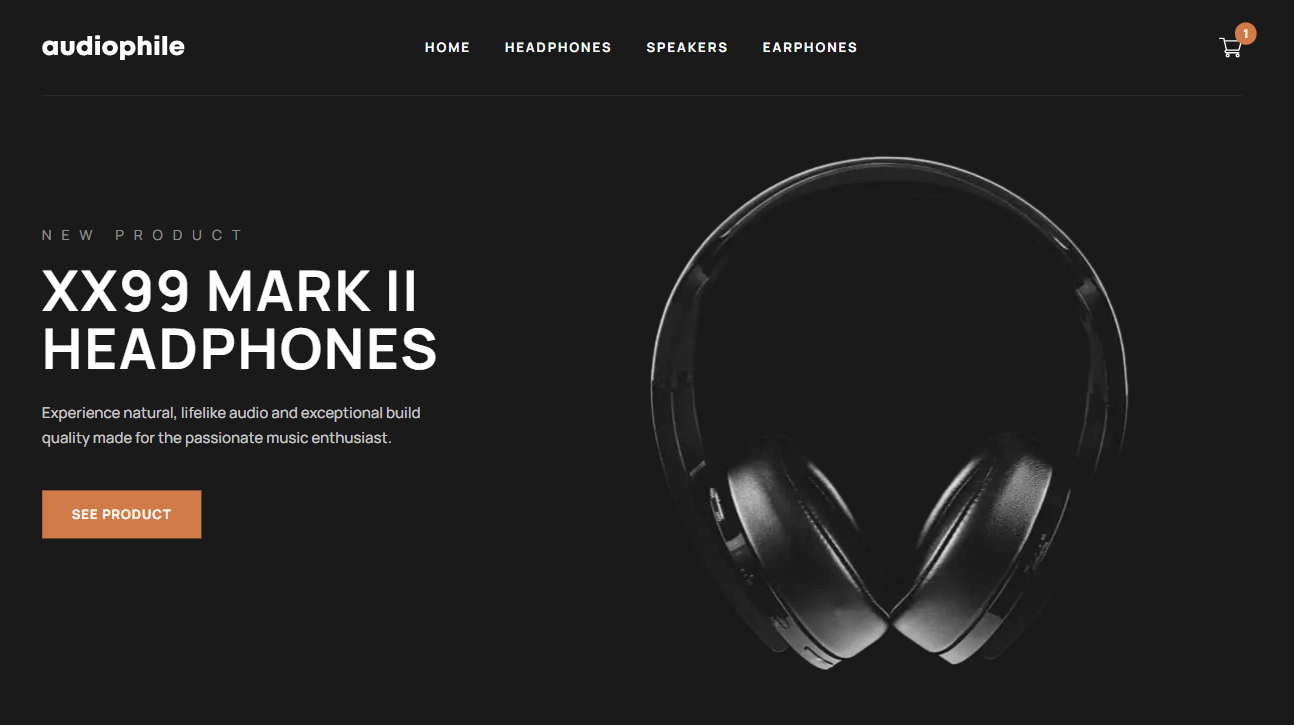 audiophile
HOME HEADPHONES SPEAKERS EARPHONES
1
NEW PRODUCT
XX99 MARK II
HEADPHONES
Experience natural, lifelike audio and exceptional build
quality made for the passionate music enthusiast.
SEE PRODUCT